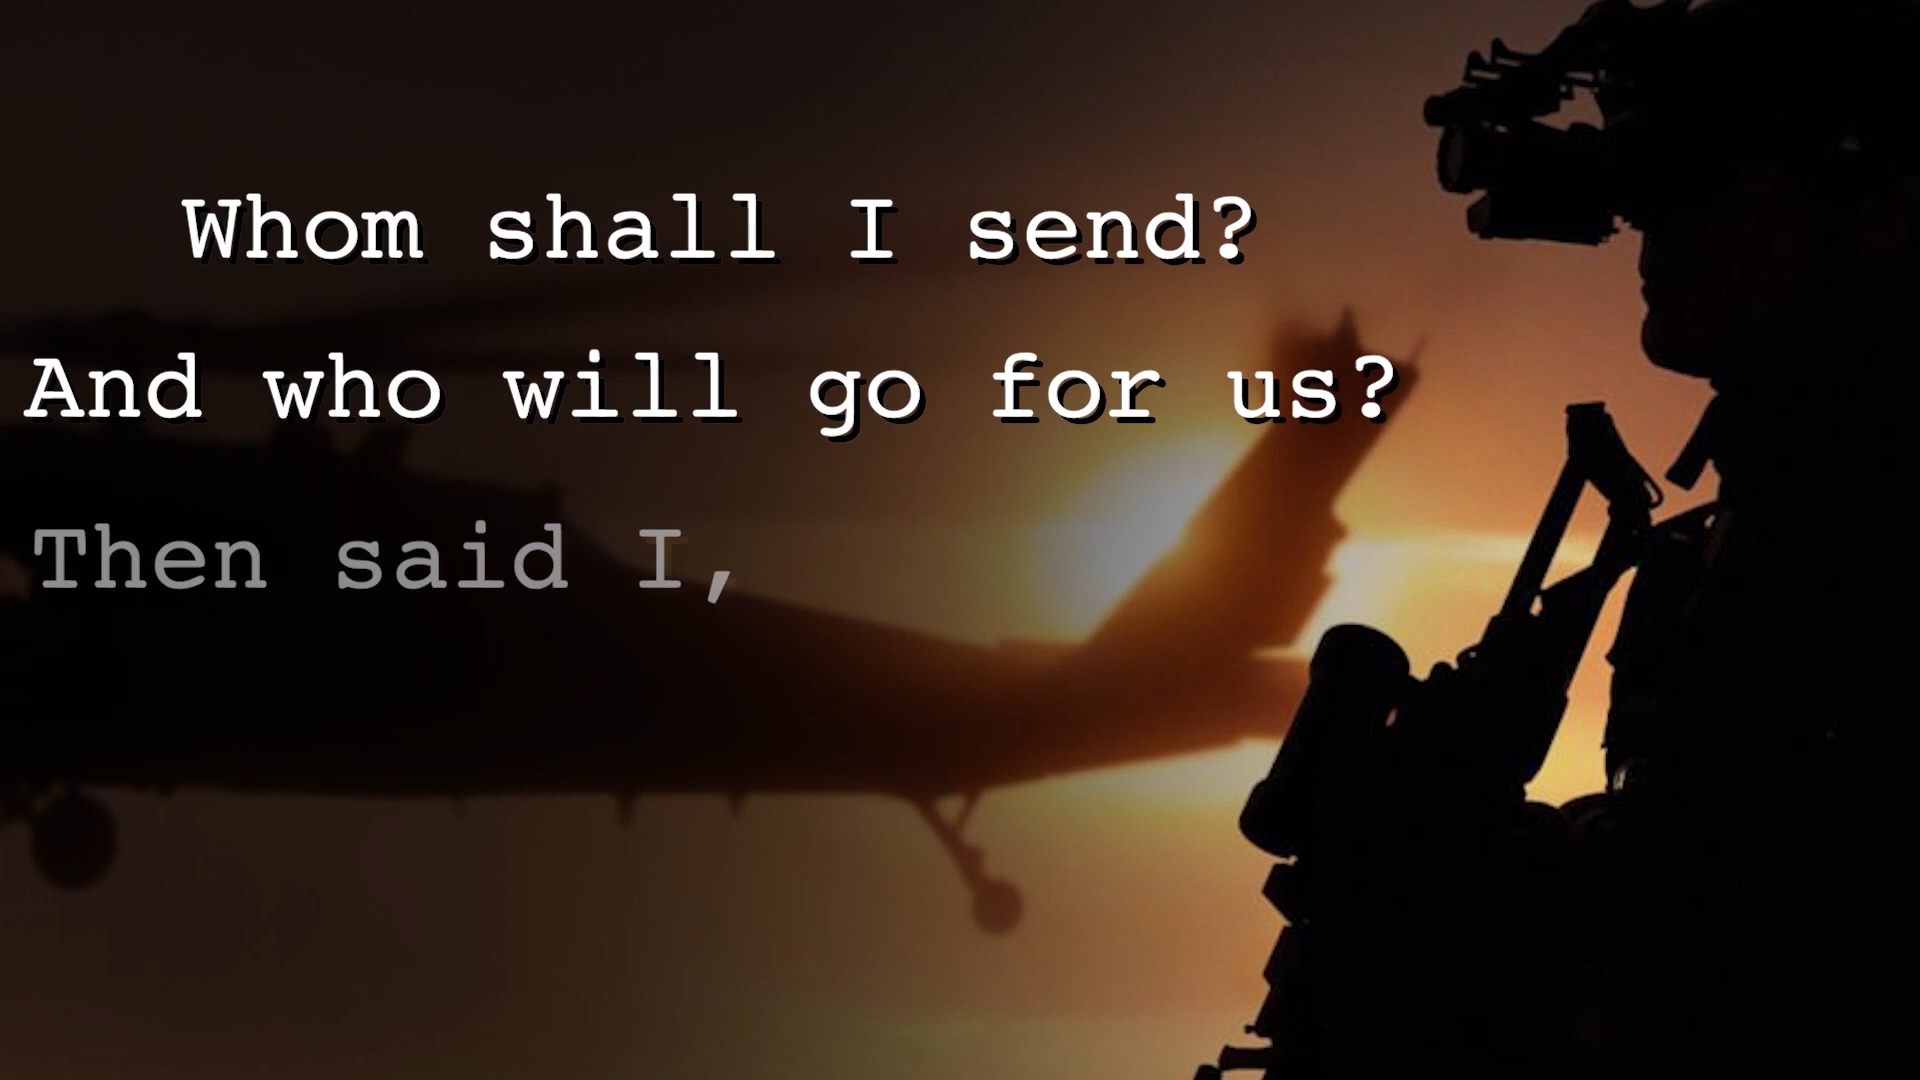 Whom shall I send?
And who will go for us?
Then said I,